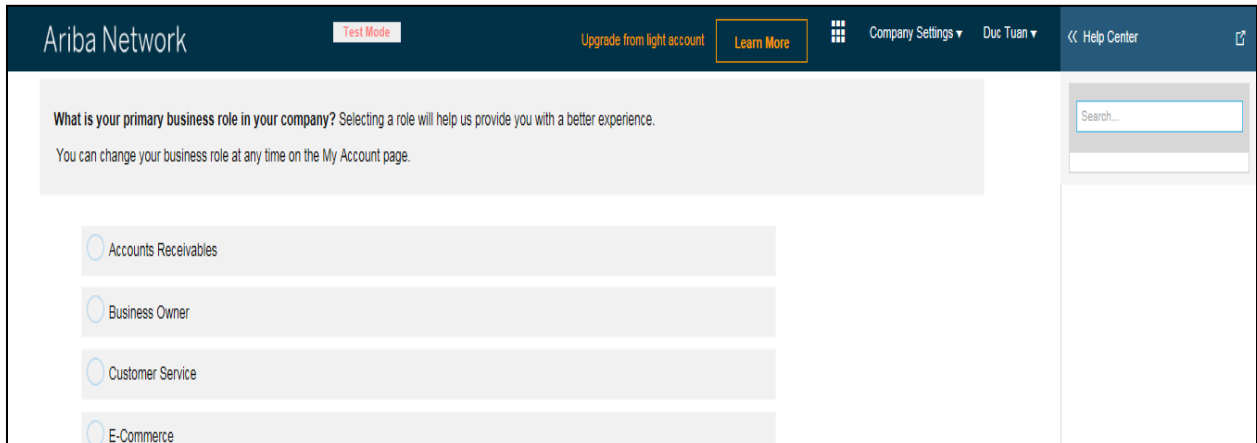 Ariba Network
Test Mode
Upgrade from light account
Learn More
Company Settings ▾
Duc Tuan ▾
« Help Center
What is your primary business role in your company? Selecting a role will help us provide you with a better experience.
You can change your business role at any time on the My Account page.
Search...
Accounts Receivables
Business Owner
Customer Service
E-Commerce